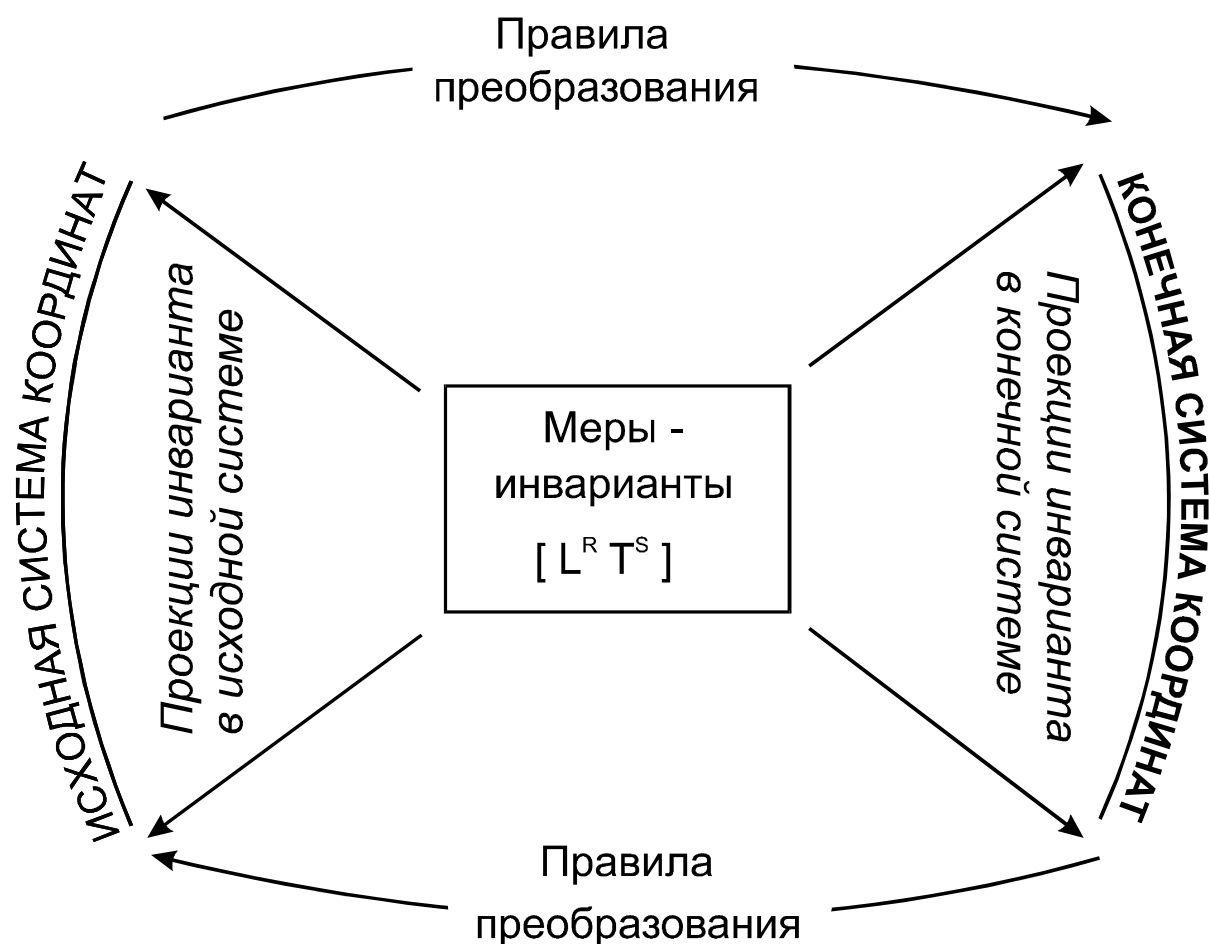 Правила
преобразования
ИСХОДНАЯ СИСТЕМА КООРДИНАТ
Проекции инварианта
в исходной системе
Меры -
инварианты
[ L^R T^S ]
Проекции инварианта
в конечной системе
КОНЕЧНАЯ СИСТЕМА КООРДИНАТ
Правила
преобразования